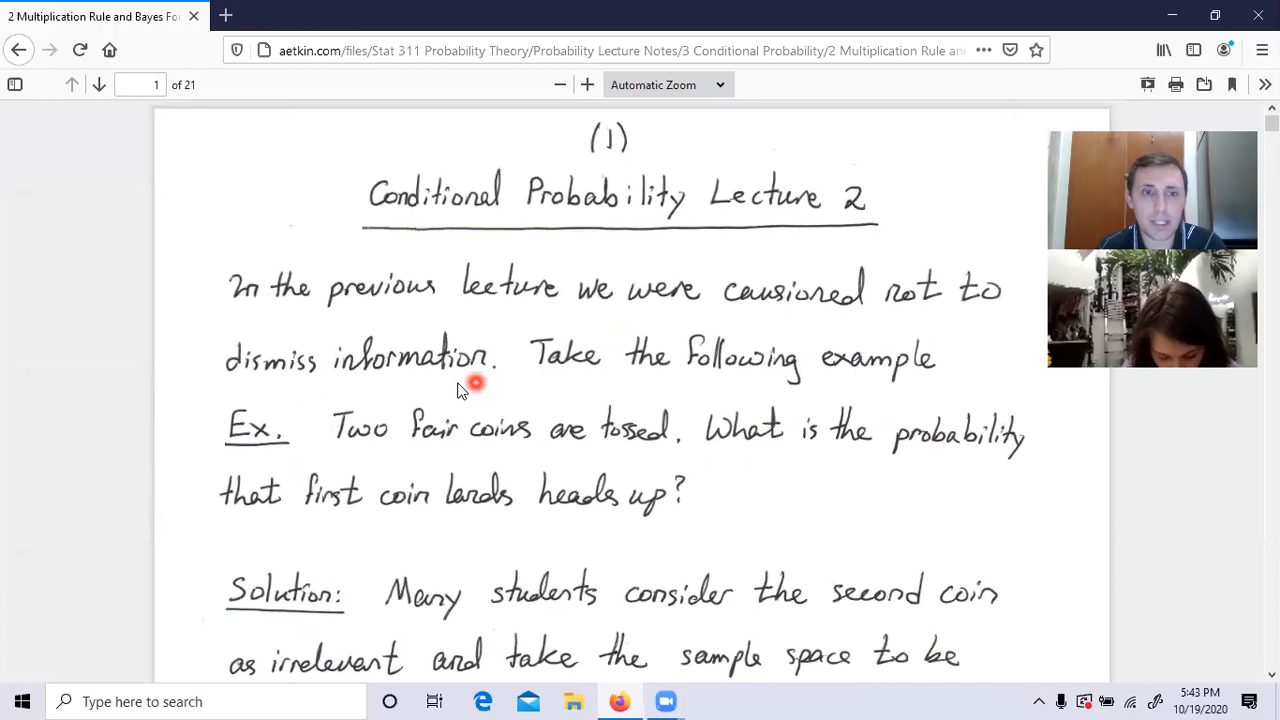 2 Multiplication Rule and Bayes For
aetkin.com/files/Stat 311 Probability Theory/Probability Lecture Notes/3 Conditional Probability/2 Multiplication Rule and
1 of 21
Automatic Zoom
(1)
Conditional Probability Lecture 2
In the previous lecture we were causioned not to
dismiss information. Take the following example
Ex. Two fair coins are tossed. What is the probability
that first coin lands heads up?
Solution: Many students consider the second coin
as irrelevant and take the sample space to be
Type here to search
5:43 PM
10/19/2020